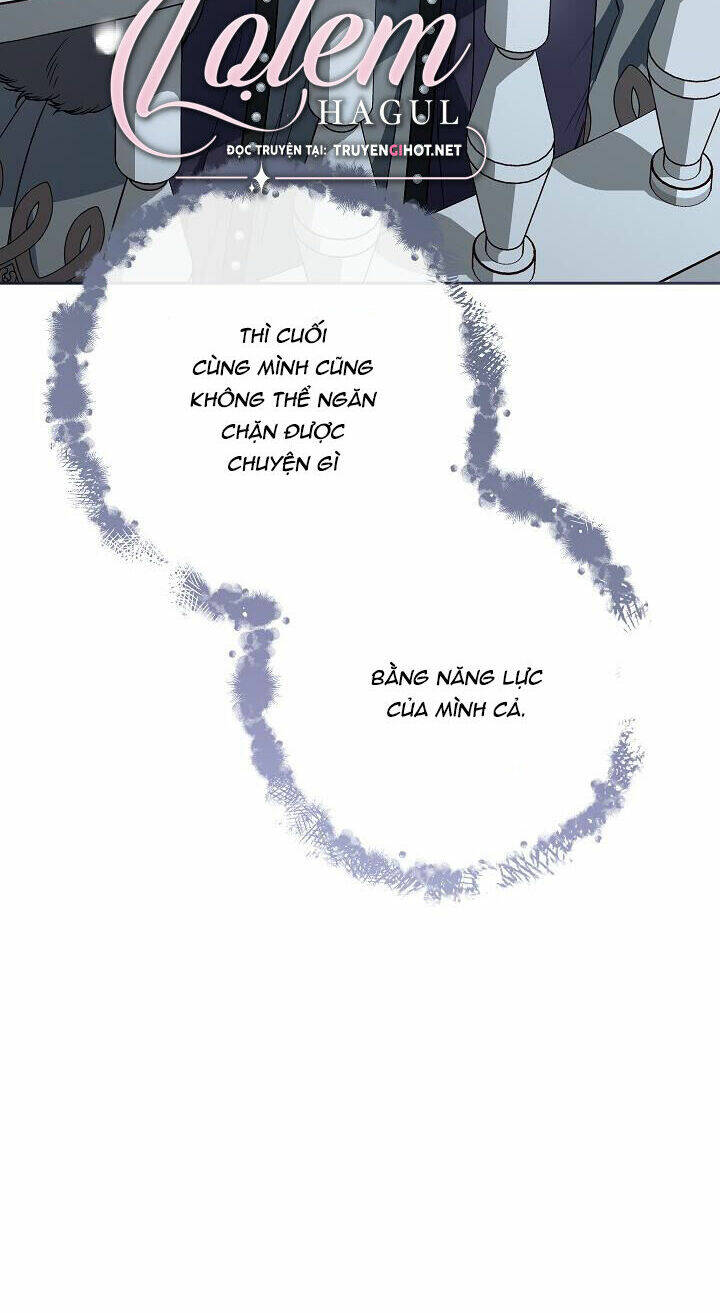 Lọlem
HAGUL
ĐỌC TRUYỆN TẠI: TRUYENGIHOT.NET
THÌ CUỐI
CÙNG MÌNH CŨNG
KHÔNG THỂ NGĂN
CHẶN ĐƯỢC
CHUYỆN GÌ
BẰNG NĂNG LỰC
CỦA MÌNH CẢ.